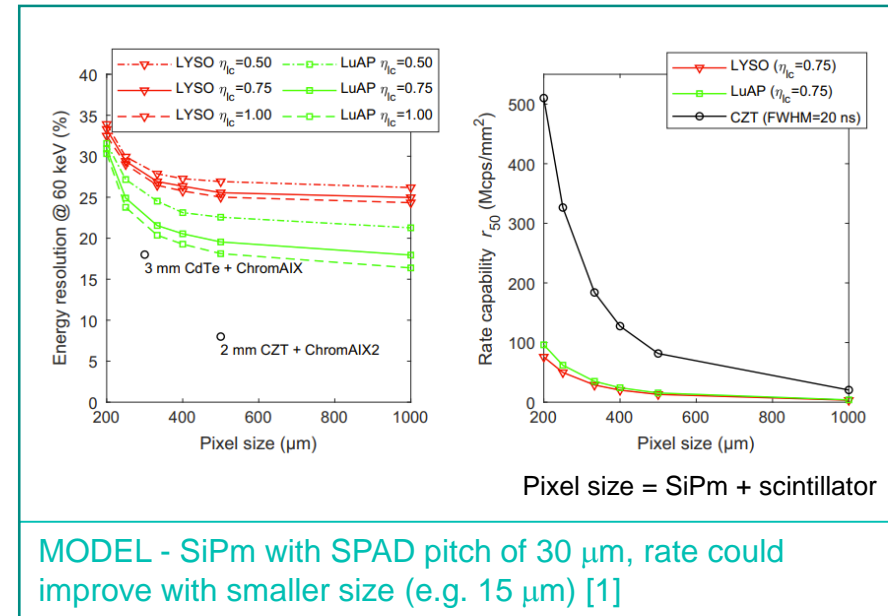 LYSO ηlc=0.50
LYSO ηlc=0.75
LYSO ηlc=1.00
LuAP ηlc=0.50
LuAP ηlc=0.75
LuAP ηlc=1.00
Energy resolution @ 60 keV (%)
40
35
30
25
20
15
10
5
0
3 mm CdTe + ChromAIX
2 mm CZT + ChromAIX2
200 400 600 800 1000
Pixel size (µm)
LYSO (ηlc=0.75)
LuAP (ηlc=0.75)
CZT (FWHM=20 ns)
Rate capability r50 (Mcps/mm²)
500
400
300
200
100
0
200 400 600 800 1000
Pixel size (µm)
Pixel size = SiPm + scintillator
MODEL - SiPm with SPAD pitch of 30 µm, rate could
improve with smaller size (e.g. 15 µm) [1]